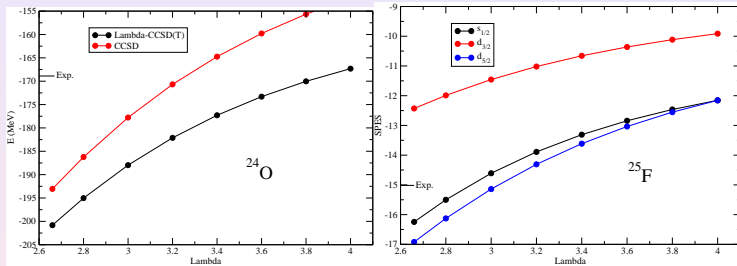 -155
-160
-165
-170
-175
-180
-185
-190
-195
-200
-205
E (MeV)
Lambda-CCSD(T)
CCSD
Exp.
24O
2.6 2.8 3 3.2 3.4 3.6 3.8 4
Lambda
-9
-10
-11
-12
-13
-14
-15
-16
-17
SPES
s1/2
d3/2
d5/2
Exp.
25F
2.6 2.8 3 3.2 3.4 3.6 3.8 4
Lambda